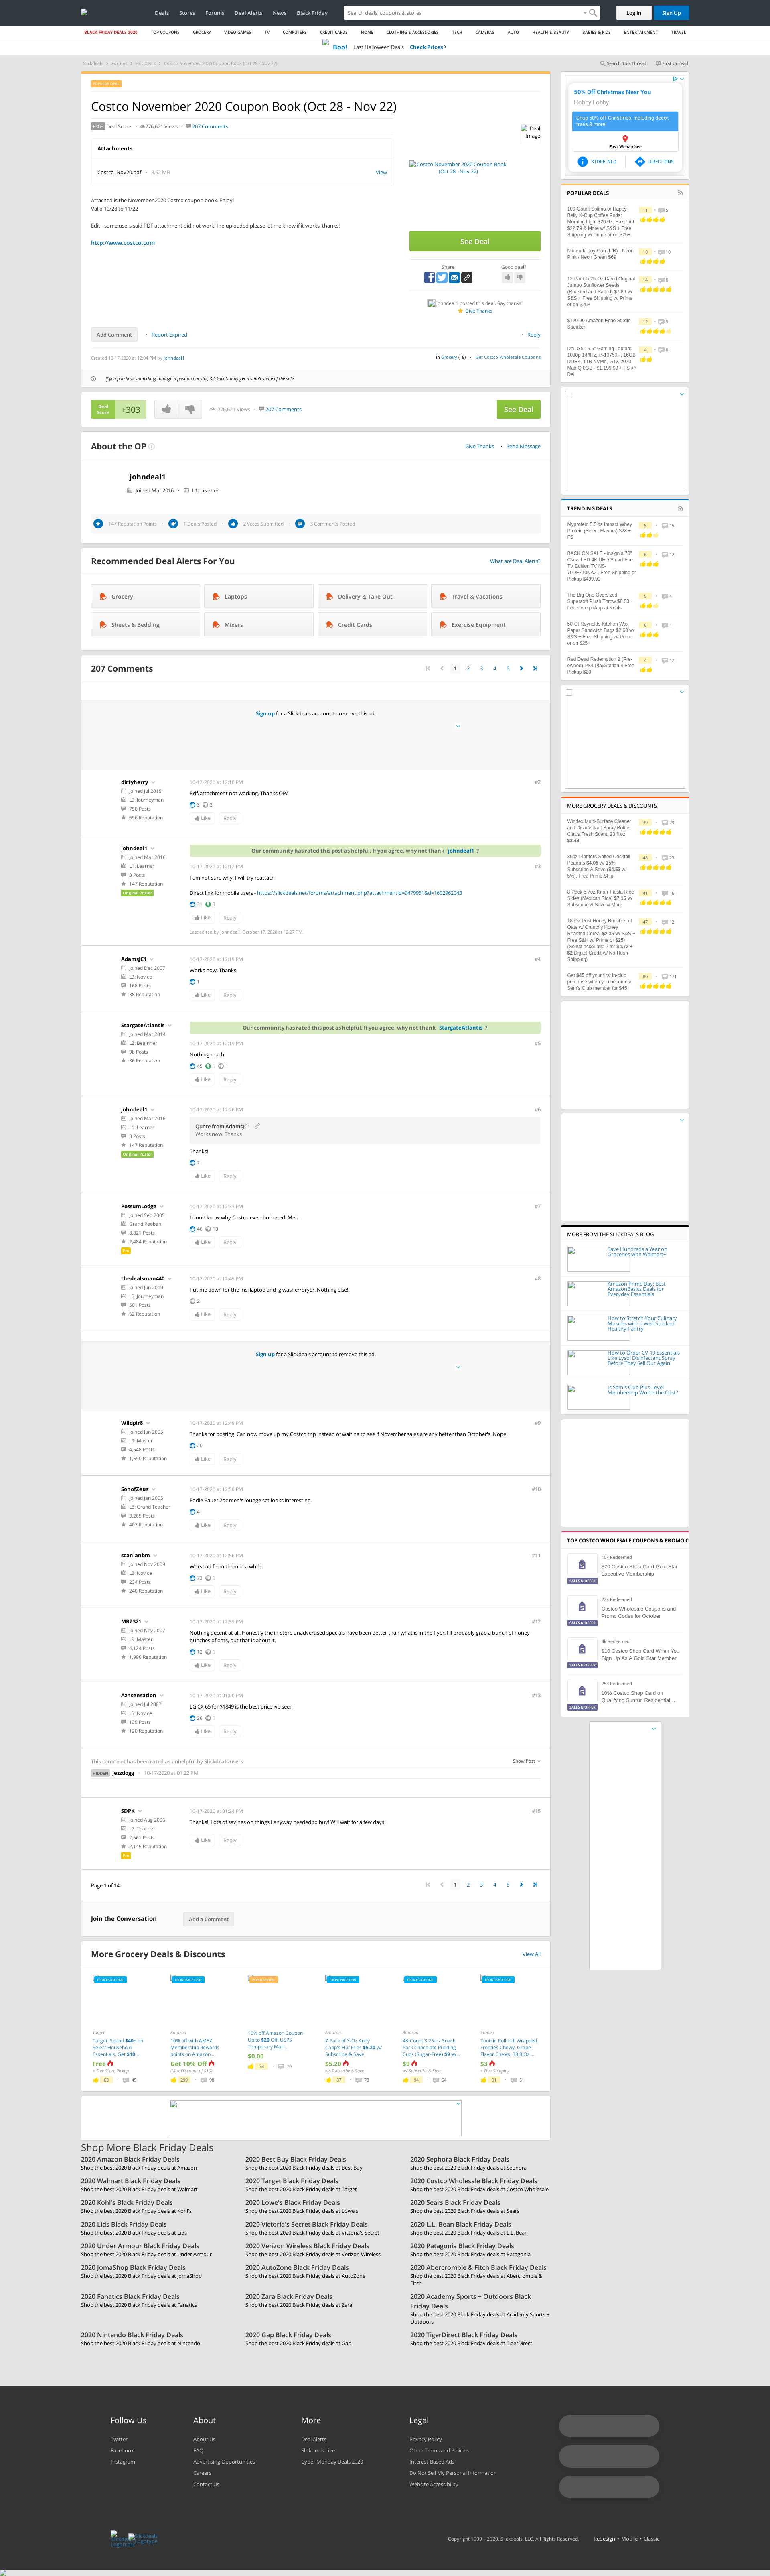 Deals Stores Forums Deal Alerts News Black Friday
Search deals, coupons & stores
Log In Sign Up
BLACK FRIDAY DEALS 2020 TOP COUPONS GROCERY VIDEO GAMES TV COMPUTERS CREDIT CARDS HOME CLOTHING & ACCESSORIES TECH CAMERAS AUTO HEALTH & BEAUTY BABIES & KIDS ENTERTAINMENT TRAVEL
Boo! Last Halloween Deals Check Prices
Slickdeals > Forums > Hot Deals > Costco November 2020 Coupon Book (Oct 28 - Nov 22)
Search This Thread First Unread
Costco November 2020 Coupon Book (Oct 28 - Nov 22)
+303 Deal Score 276,621 Views 207 Comments
Attachments
Costco_Nov20.pdf 3.62 MB View
Attached is the November 2020 Costco coupon book. Enjoy!
Valid 10/28 to 11/22
Edit - some users said PDF attachment did not work. I re-uploaded please let me know if it works, thanks!
http://www.costco.com
Deal Image
Costco November 2020 Coupon Book (Oct 28 - Nov 22)
See Deal
Share Good deal?
johndeal1 posted this deal. Say thanks!
Give Thanks
Add Comment Report Expired Reply
Created 10-17-2020 at 12:04 PM by johndeal1
in Grocery (18) Get Costco Wholesale Coupons
If you purchase something through a post on our site, Slickdeals may get a small share of the sale.
Deal Score +303 276,621 Views 207 Comments See Deal
About the OP Give Thanks Send Message
johndeal1
Joined Mar 2016 L1: Learner
147 Reputation Points 1 Deals Posted 2 Votes Submitted 3 Comments Posted
Recommended Deal Alerts For You What are Deal Alerts?
Grocery Laptops Delivery & Take Out Travel & Vacations
Sheets & Bedding Mixers Credit Cards Exercise Equipment
207 Comments 1 2 3 4 5
Sign up for a Slickdeals account to remove this ad.
dirtyherry
Joined Jul 2015
L5: Journeyman
750 Posts
696 Reputation
10-17-2020 at 12:10 PM #2
Pdf/attachment not working. Thanks OP/
3 3
Like Reply
johndeal1
Joined Mar 2016
L1: Learner
3 Posts
147 Reputation
Original Poster
Our community has rated this post as helpful. If you agree, why not thank johndeal1 ?
10-17-2020 at 12:12 PM #3
I am not sure why, I will try reattach
Direct link for mobile users - https://slickdeals.net/forums/attachment.php?attachmentid=9479951&d=1602962043
31 3
Like Reply
Last edited by johndeal1 October 17, 2020 at 12:27 PM
AdamsJC1
Joined Dec 2007
L3: Novice
168 Posts
38 Reputation
10-17-2020 at 12:19 PM #4
Works now. Thanks
1
Like Reply
StargateAtlantis
Joined Mar 2014
L2: Beginner
98 Posts
86 Reputation
Our community has rated this post as helpful. If you agree, why not thank StargateAtlantis ?
10-17-2020 at 12:19 PM #5
Nothing much
45 1 1
Like Reply
johndeal1
Joined Mar 2016
L1: Learner
3 Posts
147 Reputation
Original Poster
10-17-2020 at 12:26 PM #6
Quote from AdamsJC1
Works now. Thanks
Thanks!
2
Like Reply
PossumLodge
Joined Sep 2005
Grand Poobah
8,821 Posts
2,484 Reputation
Pro
10-17-2020 at 12:33 PM #7
I don't know why Costco even bothered. Meh.
46 10
Like Reply
thedealsman440
Joined Jun 2019
L5: Journeyman
501 Posts
62 Reputation
10-17-2020 at 12:45 PM #8
Put me down for the msi laptop and lg washer/dryer. Nothing else!
2
Like Reply
Sign up for a Slickdeals account to remove this ad.
Wildpir8
Joined Jun 2005
L9: Master
4,548 Posts
1,590 Reputation
10-17-2020 at 12:49 PM #9
Thanks for posting. Can now move up my Costco trip instead of waiting to see if November sales are any better than October's. Nope!
20
Like Reply
SonofZeus
Joined Jan 2005
L8: Grand Teacher
3,265 Posts
407 Reputation
10-17-2020 at 12:50 PM #10
Eddie Bauer 2pc men's lounge set looks interesting.
4
Like Reply
scanlanbm
Joined Nov 2009
L3: Novice
234 Posts
240 Reputation
10-17-2020 at 12:56 PM #11
Worst ad from them in a while.
73 1
Like Reply
MBZ321
Joined Nov 2007
L9: Master
4,124 Posts
1,996 Reputation
10-17-2020 at 12:59 PM #12
Nothing decent at all. Honestly the in-store unadvertised specials have been better than what is in the flyer. I'll probably grab a bunch of honey bunches of oats, but that is about it.
12 1
Like Reply
Aznsensation
Joined Jul 2007
L3: Novice
139 Posts
120 Reputation
10-17-2020 at 01:00 PM #13
LG CX 65 for $1849 is the best price ive seen
26 1
Like Reply
This comment has been rated as unhelpful by Slickdeals users Show Post
HIDDEN jezzdogg 10-17-2020 at 01:22 PM
SDPK
Joined Aug 2006
L7: Teacher
2,561 Posts
2,145 Reputation
Pro
10-17-2020 at 01:24 PM #15
Thanks!! Lots of savings on things I anyway needed to buy! Will wait for a few days!
Like Reply
Page 1 of 14 1 2 3 4 5
Join the Conversation Add a Comment
More Grocery Deals & Discounts View All
Target
Target: Spend $40+ on Select Household Essentials, Get $10...
Free
+ Free Store Pickup
63 45
Amazon
10% off with AMEX Membership Rewards points on Amazon...
Get 10% Off
(Max Discount of $10)
299 98
10% off Amazon Coupon Up to $20 Off! USPS Temporary Mail...
$0.00
78 70
Amazon
7-Pack of 3 Oz Andy Capp's Hot Fries $5.20 w/ Subscribe & Save
$5.20
w/ Subscribe & Save
87 78
Amazon
48-Count 3.25 oz Snack Pack Chocolate Pudding Cups (Sugar-Free) $9 w/...
$9
w/ Subscribe & Save
94 54
Staples
Tootsie Roll Ind. Wrapped Frooties Chewy, Grape Flavor Chews, 38.8 Oz....
$3
+ Free Shipping
91 51
Shop More Black Friday Deals
2020 Amazon Black Friday Deals
Shop the best 2020 Black Friday deals at Amazon
2020 Best Buy Black Friday Deals
Shop the best 2020 Black Friday deals at Best Buy
2020 Sephora Black Friday Deals
Shop the best 2020 Black Friday deals at Sephora
2020 Walmart Black Friday Deals
Shop the best 2020 Black Friday deals at Walmart
2020 Target Black Friday Deals
Shop the best 2020 Black Friday deals at Target
2020 Costco Wholesale Black Friday Deals
Shop the best 2020 Black Friday deals at Costco Wholesale
2020 Kohl's Black Friday Deals
Shop the best 2020 Black Friday deals at Kohl's
2020 Lowe's Black Friday Deals
Shop the best 2020 Black Friday deals at Lowe's
2020 Sears Black Friday Deals
Shop the best 2020 Black Friday deals at Sears
2020 Lids Black Friday Deals
Shop the best 2020 Black Friday deals at Lids
2020 Victoria's Secret Black Friday Deals
Shop the best 2020 Black Friday deals at Victoria's Secret
2020 L.L. Bean Black Friday Deals
Shop the best 2020 Black Friday deals at L.L. Bean
2020 Under Armour Black Friday Deals
Shop the best 2020 Black Friday deals at Under Armour
2020 Verizon Wireless Black Friday Deals
Shop the best 2020 Black Friday deals at Verizon Wireless
2020 Patagonia Black Friday Deals
Shop the best 2020 Black Friday deals at Patagonia
2020 JomaShop Black Friday Deals
Shop the best 2020 Black Friday deals at JomaShop
2020 AutoZone Black Friday Deals
Shop the best 2020 Black Friday deals at AutoZone
2020 Abercrombie & Fitch Black Friday Deals
Shop the best 2020 Black Friday deals at Abercrombie & Fitch
2020 Fanatics Black Friday Deals
Shop the best 2020 Black Friday deals at Fanatics
2020 Zara Black Friday Deals
Shop the best 2020 Black Friday deals at Zara
2020 Academy Sports + Outdoors Black Friday Deals
Shop the best 2020 Black Friday deals at Academy Sports + Outdoors
2020 Nintendo Black Friday Deals
Shop the best 2020 Black Friday deals at Nintendo
2020 Gap Black Friday Deals
Shop the best 2020 Black Friday deals at Gap
2020 TigerDirect Black Friday Deals
Shop the best 2020 Black Friday deals at TigerDirect
50% Off Christmas Near You
Hobby Lobby
Shop 50% off Christmas, including decor, trees & more!
East Wenatchee
STORE INFO DIRECTIONS
POPULAR DEALS
100-Count Solimo or Happy Belly K-Cup Coffee Pods: Morning Light $20.07, Hazelnut $22.79 & More w/ S&S + Free Shipping w/ Prime or on $25+
Nintendo Joy-Con (L/R) - Neon Pink / Neon Green $69
12-Pack 5.25-Oz David Original Jumbo Sunflower Seeds (Roasted and Salted) $7.98 w/ S&S + Free Shipping w/ Prime or on $25+
$129.99 Amazon Echo Studio Speaker
Dell G5 15.6" Gaming Laptop: 1080p 144Hz, i7-10750H, 16GB DDR4, 1TB NVMe, GTX 2070 Max Q 8GB - $1,199.99 + FS @ Dell
TRENDING DEALS
Myprotein 5.5lbs Impact Whey Protein (Select Flavors) $26 + FS
BACK ON SALE - Insignia 70" Class LED 4K UHD Smart Fire TV Edition TV NS-70DF710NA21 Free Shipping or Pickup $499.99
The Big One Oversized Supersoft Plush Throw $8.50 + free store pickup at Kohls
50-Ct Reynolds Kitchen Wax Paper Sandwich Bags $2.60 w/ S&S + Free Shipping w/ Prime or on $25+
Red Dead Redemption 2 (Pre-owned) PS4 PlayStation 4 Free Pickup $20
MORE GROCERY DEALS & DISCOUNTS
Windex Multi-Surface Cleaner and Disinfectant Spray Bottle, Citrus Fresh Scent, 23 fl oz $3.48
35oz Planters Salted Cocktail Peanuts $4.05 w/ 15% Subscribe & Save ($4.53 w/ 5%), Free Prime Ship
8-Pack 5.7oz Knorr Fiesta Rice Sides (Mexican Rice) $7.15 w/ Subscribe & Save & More
18-Oz Post Honey Bunches of Oats w/ Crunchy Honey Roasted Cereal $2.36 w/ S&S + Free S&H w/ Prime or $25+ (Select accounts: 2 for $4.72 + $2 Digital Credit w/ No-Rush Shipping)
Get $45 off your first in-club purchase when you become a Sam's Club member for $45
MORE FROM THE SLICKDEALS BLOG
Save Hundreds a Year on Groceries with Walmart+
Amazon Prime Day: Best AmazonBasics Deals for Everyday Essentials
How to Stretch Your Culinary Muscles with a Well-Stocked Healthy Pantry
How to Order CV-19 Essentials Like Lysol Disinfectant Spray Before They Sell Out Again
Is Sam's Club Plus Level Membership Worth the Cost?
TOP COSTCO WHOLESALE COUPONS & PROMO C
15k Redeemed
$20 Costco Shop Card Gold Star Executive Membership
SALES & OFFER
22k Redeemed
Costco Wholesale Coupons and Promo Codes for October
SALES & OFFER
4k Redeemed
$10 Costco Shop Card When You Sign Up As A Gold Star Member
SALES & OFFER
253 Redeemed
10% Costco Shop Card on Qualifying Sunrun Residential...
SALES & OFFER
Follow Us
Twitter
Facebook
Instagram
About
About Us
FAQ
Advertising Opportunities
Careers
Contact Us
More
Deal Alerts
Slickdeals Live
Cyber Monday Deals 2020
Legal
Privacy Policy
Other Terms and Policies
Interest-Based Ads
Do Not Sell My Personal Information
Website Accessibility
Copyright 1999 - 2020. Slickdeals, LLC. All Rights Reserved. Redesign • Mobile • Classic